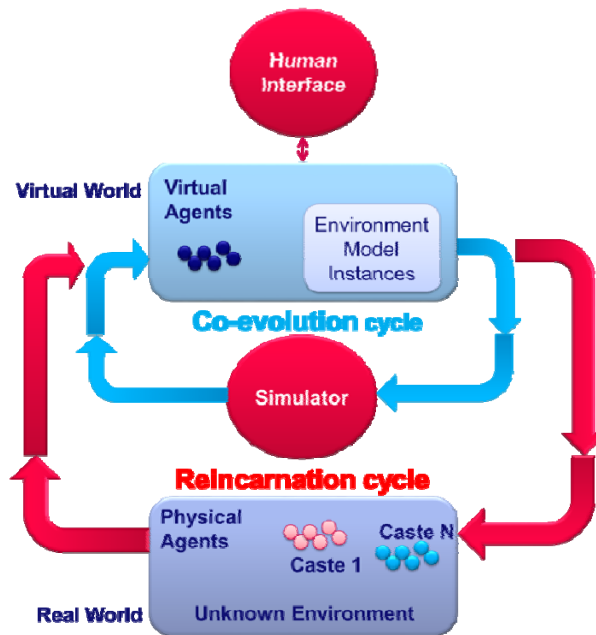 Human
Interface
Virtual World
Virtual
Agents
Environment
Model
Instances
Co-evolution cycle
Simulator
Reincarnation cycle
Physical
Agents
Caste N
Caste 1
Real World
Unknown Environment